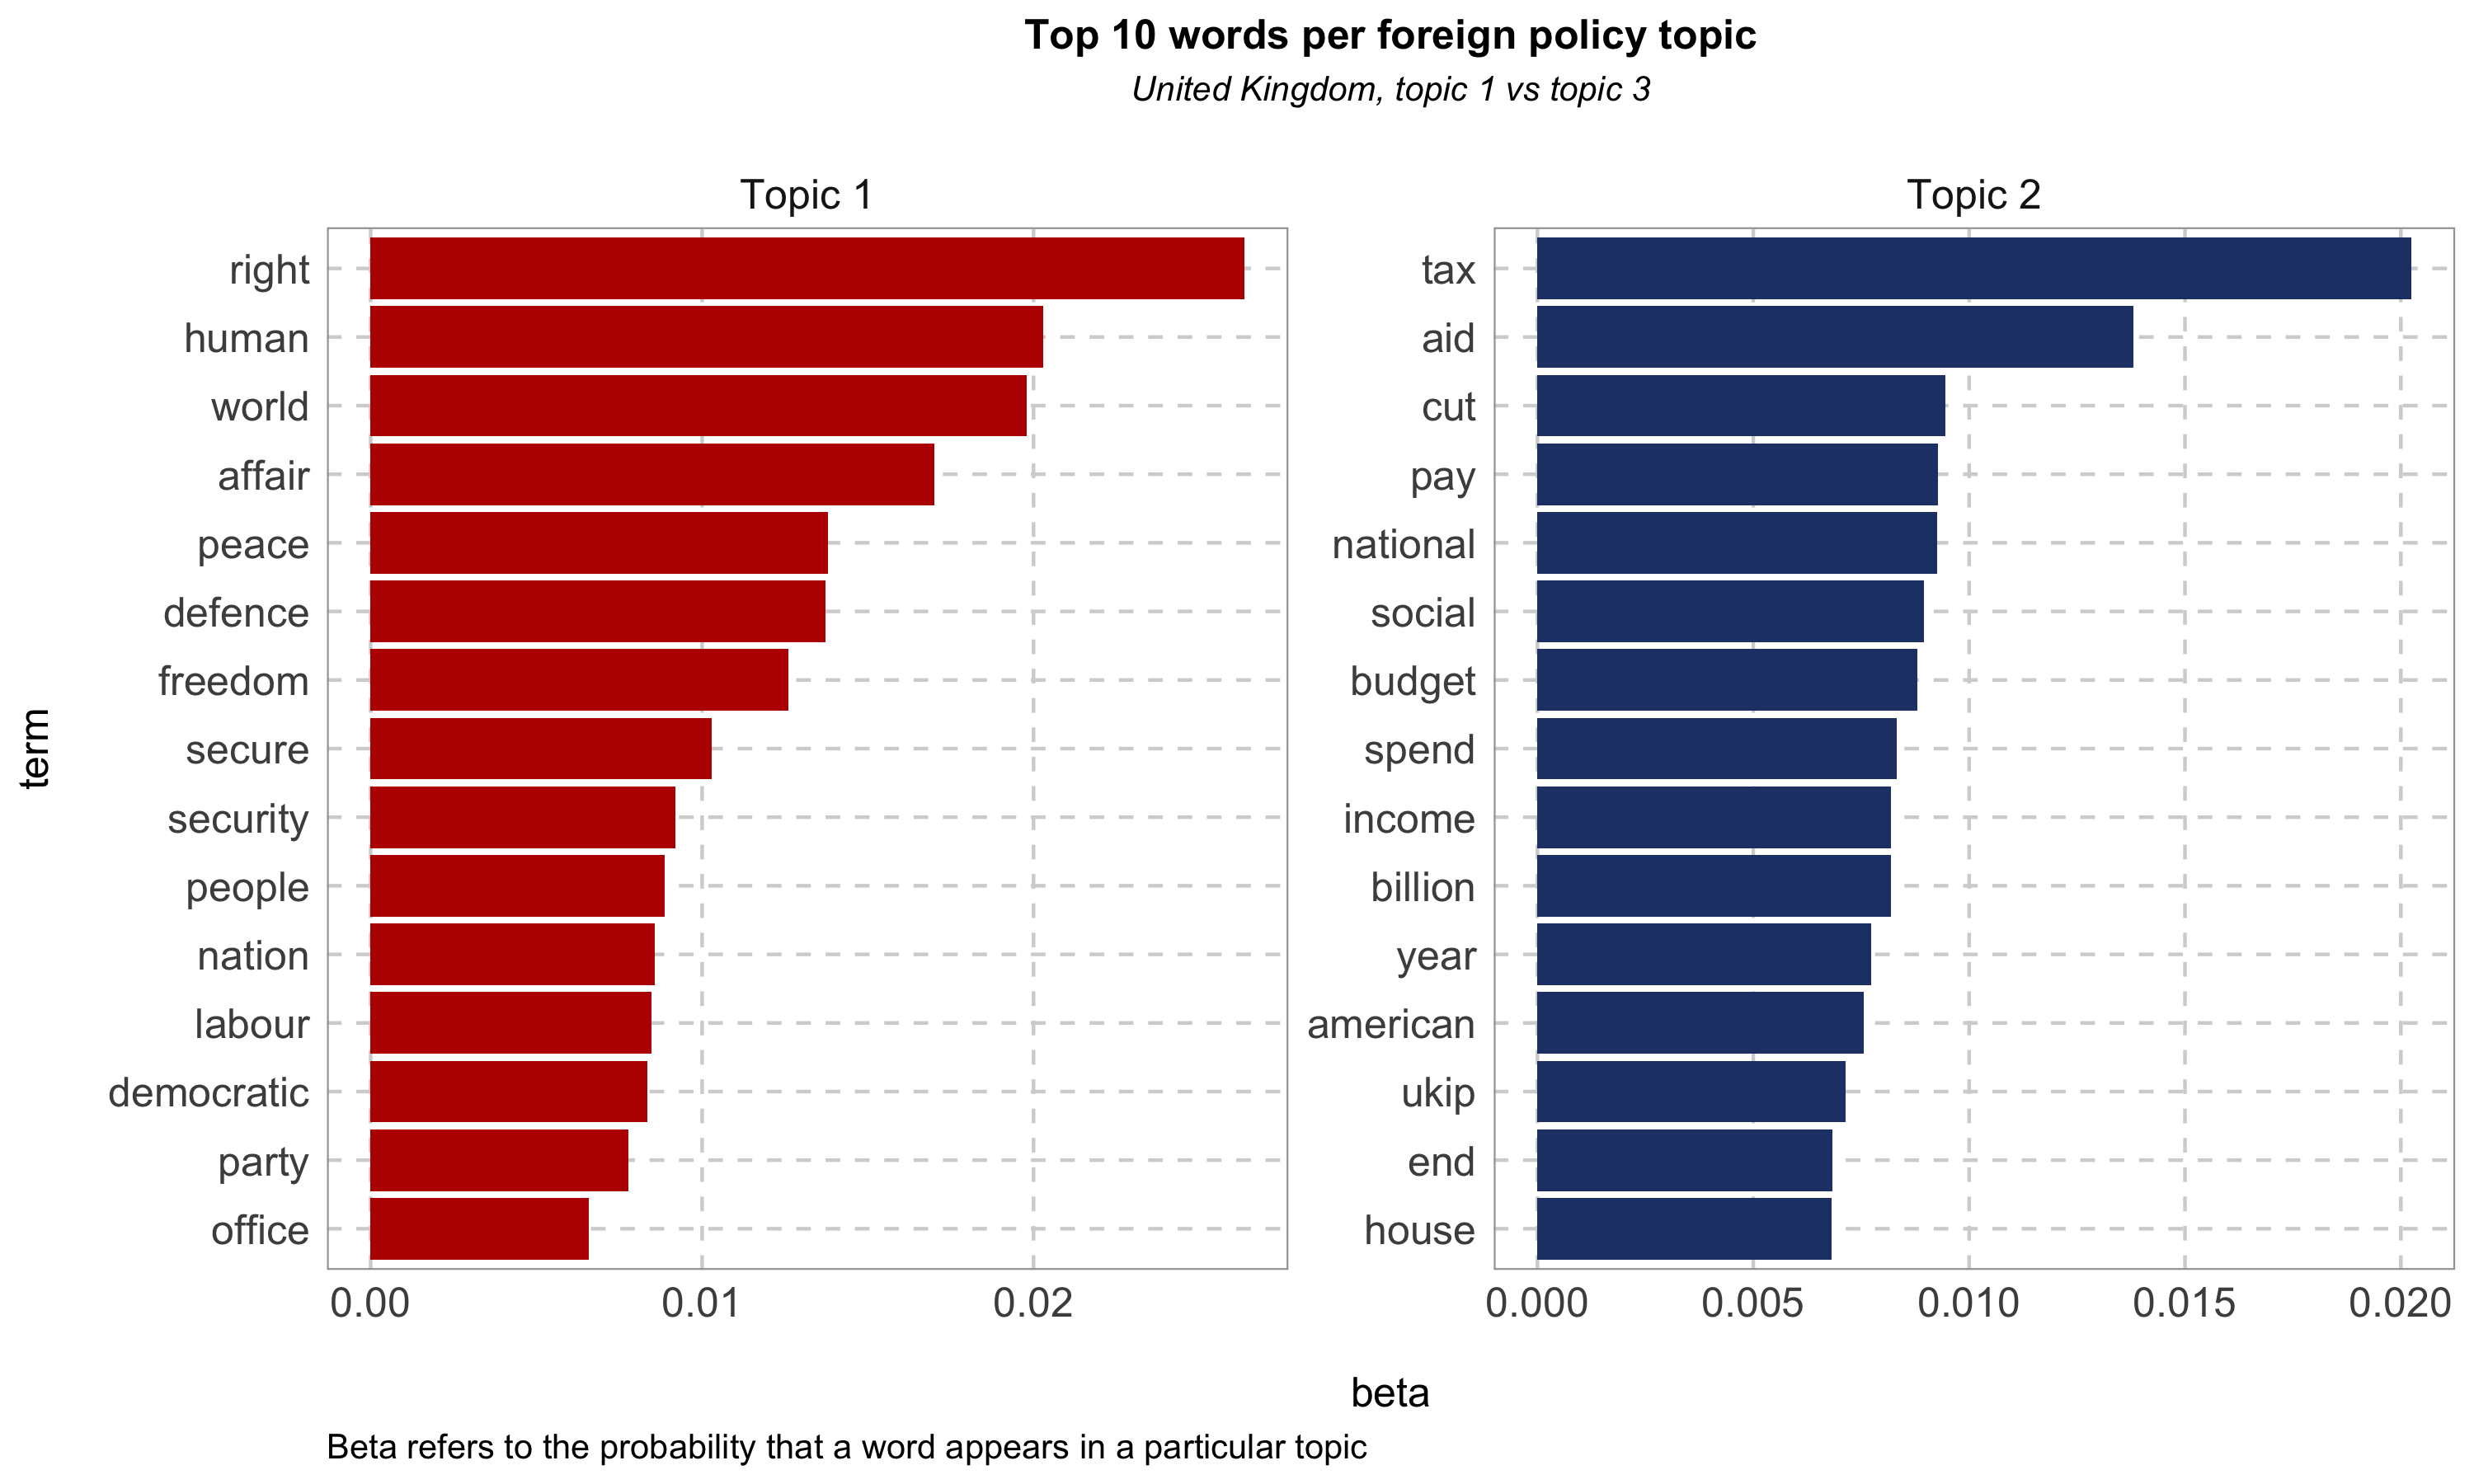 Top 10 words per foreign policy topic
United Kingdom, topic 1 vs topic 3
Topic 1
right
human
world
affair
peace
defence
freedom
secure
security
people
nation
labour
democratic
party
office
0.00 0.01 0.02
Topic 2
tax
aid
cut
pay
national
social
budget
spend
income
billion
year
american
ukip
end
house
0.000 0.005 0.010 0.015 0.020
term
beta
Beta refers to the probability that a word appears in a particular topic